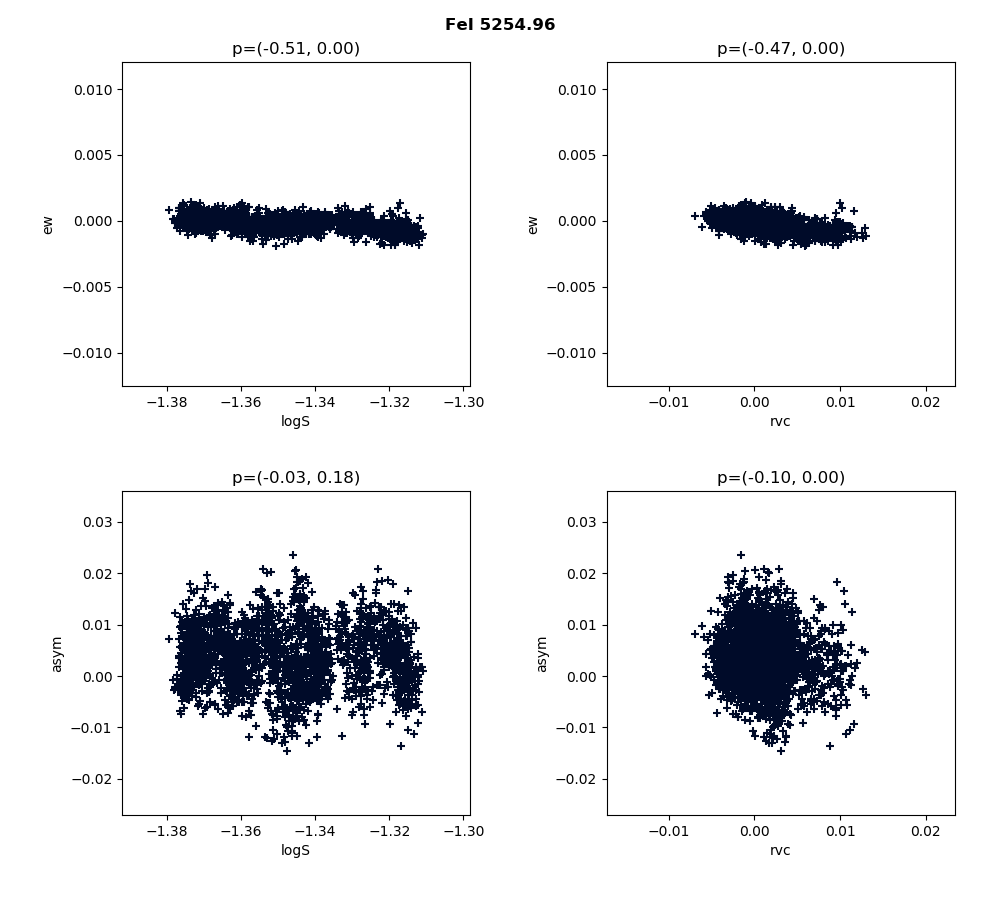 FeI 5254.96
p=(-0.51, 0.00)
p=(-0.47, 0.00)
0.010
0.005
0.000
−0.005
−0.010
ew
−1.38 −1.36 −1.34 −1.32 −1.30
logS
0.010
0.005
0.000
−0.005
−0.010
ew
−0.01 0.00 0.01 0.02
rvc
p=(-0.03, 0.18)
p=(-0.10, 0.00)
0.03
0.02
0.01
0.00
−0.01
−0.02
asym
−1.38 −1.36 −1.34 −1.32 −1.30
logS
0.03
0.02
0.01
0.00
−0.01
−0.02
asym
−0.01 0.00 0.01 0.02
rvc